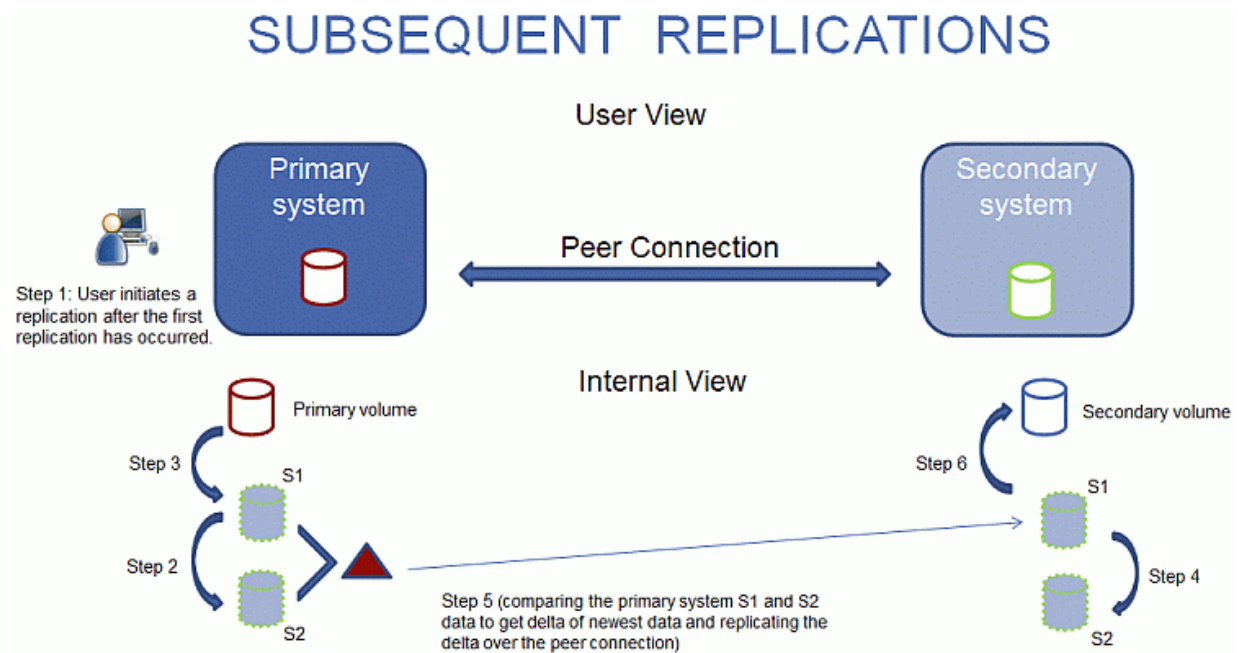 SUBSEQUENT REPLICATIONS
User View
Primary
system
Secondary
system
Peer Connection
Step 1: User initiates a
replication after the first
replication has occurred.
Internal View
Primary volume
Secondary volume
Step 3
S1
Step 2
S2
Step 6
S1
Step 4
S2
Step 5 (comparing the primary system S1 and S2
data to get delta of newest data and replicating the
delta over the peer connection)